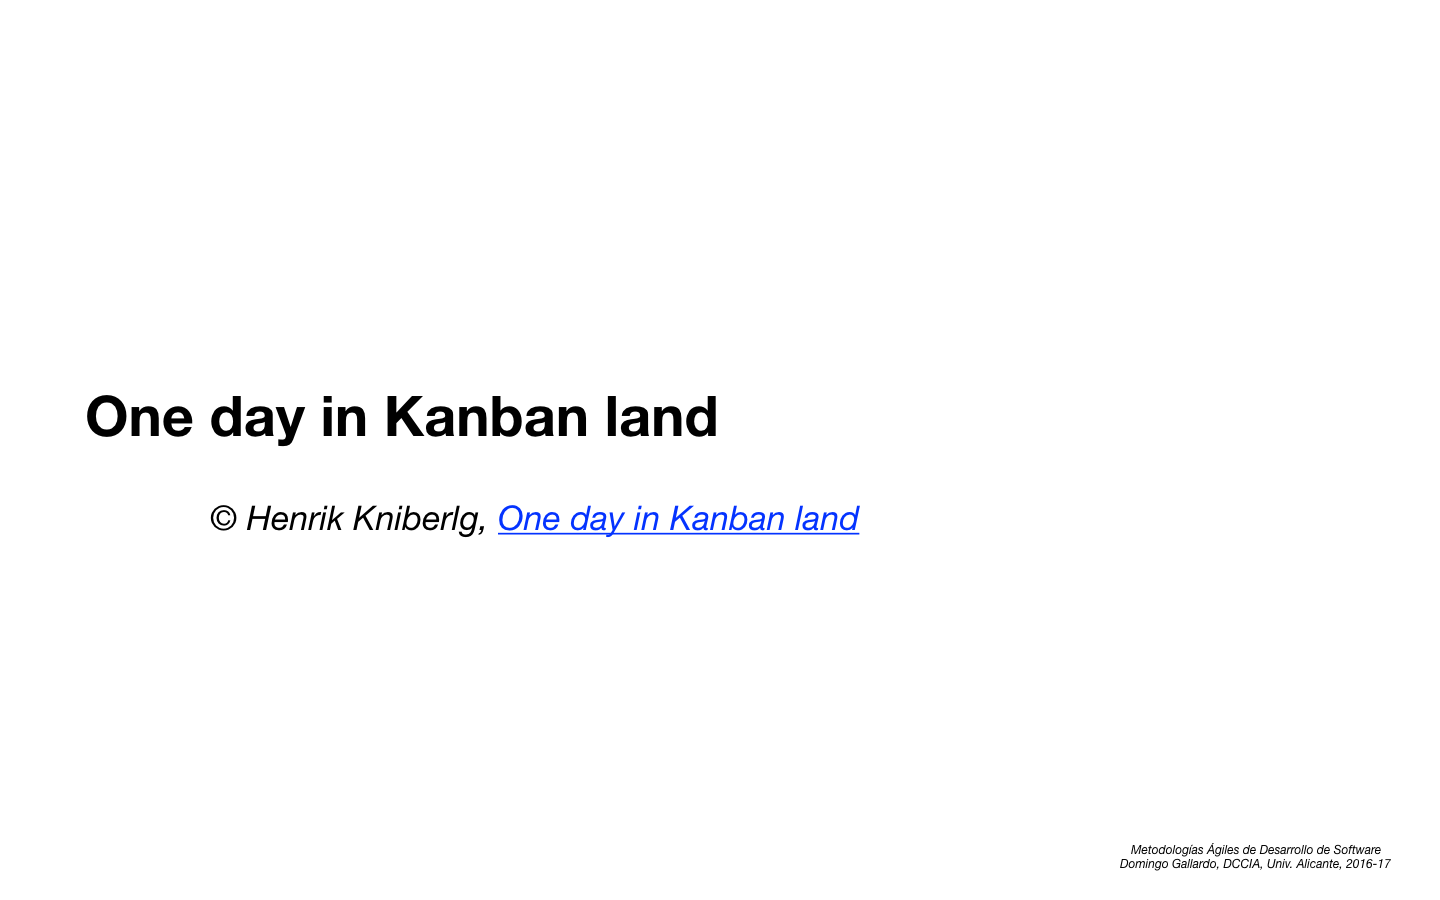 One day in Kanban land
© Henrik Kniberlg, One day in Kanban land
Metodologías Ágiles de Desarrollo de Software
Domingo Gallardo, DCCIA, Univ. Alicante, 2016-17